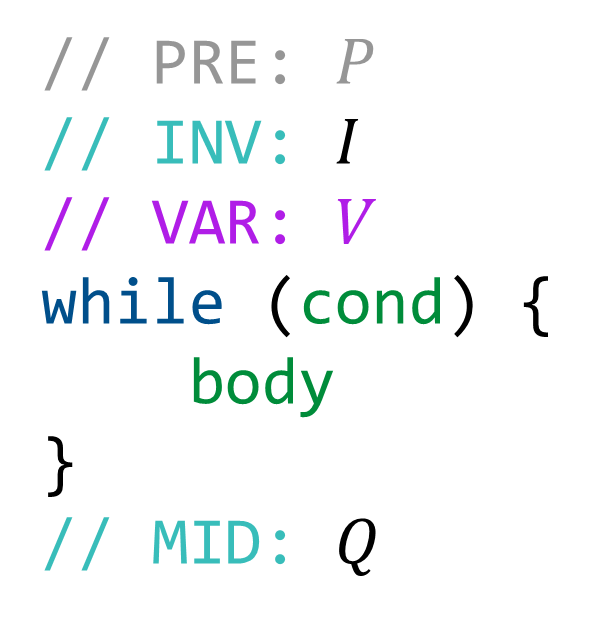 // PRE: P
// INV: I
// VAR: V
while (cond) {
    body
}
// MID: Q